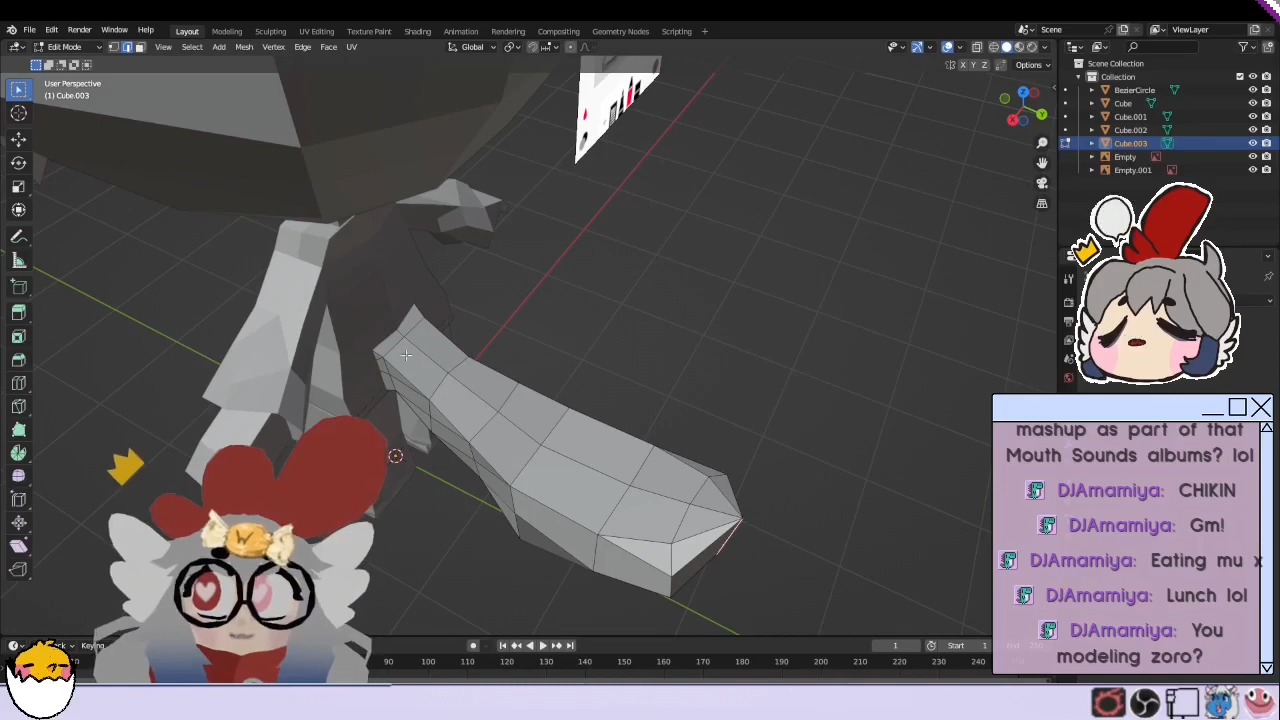 File Edit Render Window Help
Layout Modeling Sculpting UV Editing Texture Paint Shading Animation Rendering Compositing Geometry Nodes Scripting +
Scene
ViewLayer
Edit Mode View Select Add Mesh Vertex Edge Face UV
Global
X Y Z Options
User Perspective
(1) Cube.003
Scene Collection
Collection
BezierCircle
Cube
Cube.001
Cube.002
Cube.003
Empty
Empty.001
mashup as part of that
Mouth Sounds albums? lol
DJAmamiya: CHIKIN
DJAmamiya: Gm!
DJAmamiya: Eating mu x
DJAmamiya: Lunch lol
DJAmamiya: You
modeling zoro?
Keying
1
Start 1
90 100 110 120 130 140 150 160 170 180 190 200 210 220 230 240